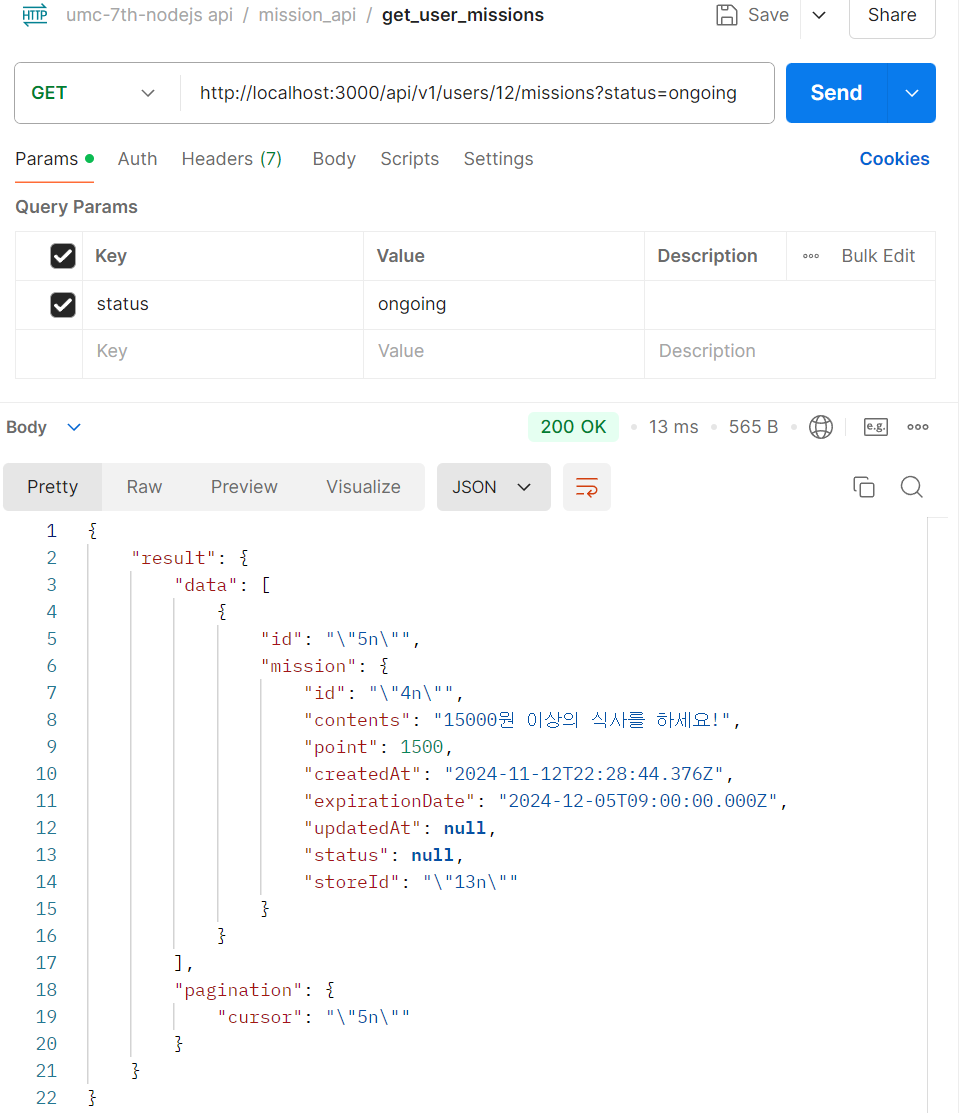 HTTP umc-7th-nodejs api / mission_api / get_user_missions Save Share
GET http://localhost:3000/api/v1/users/12/missions?status=ongoing Send
Params Auth Headers (7) Body Scripts Settings Cookies
Query Params
Key Value Description Bulk Edit
status ongoing
Key Value Description
Body 200 OK 13 ms 565 B e.g.
Pretty Raw Preview Visualize JSON
1 {
2 "result": {
3 "data": [
4 {
5 "id": "\"5n\"",
6 "mission": {
7 "id": "\"4n\"",
8 "contents": "15000원 이상의 식사를 하세요!",
9 "point": 1500,
10 "createdAt": "2024-11-12T22:28:44.376Z",
11 "expirationDate": "2024-12-05T09:00:00.000Z",
12 "updatedAt": null,
13 "status": null,
14 "storeId": "\"13n\""
15 }
16 }
17 ],
18 "pagination": {
19 "cursor": "\"5n\""
20 }
21 }
22 }